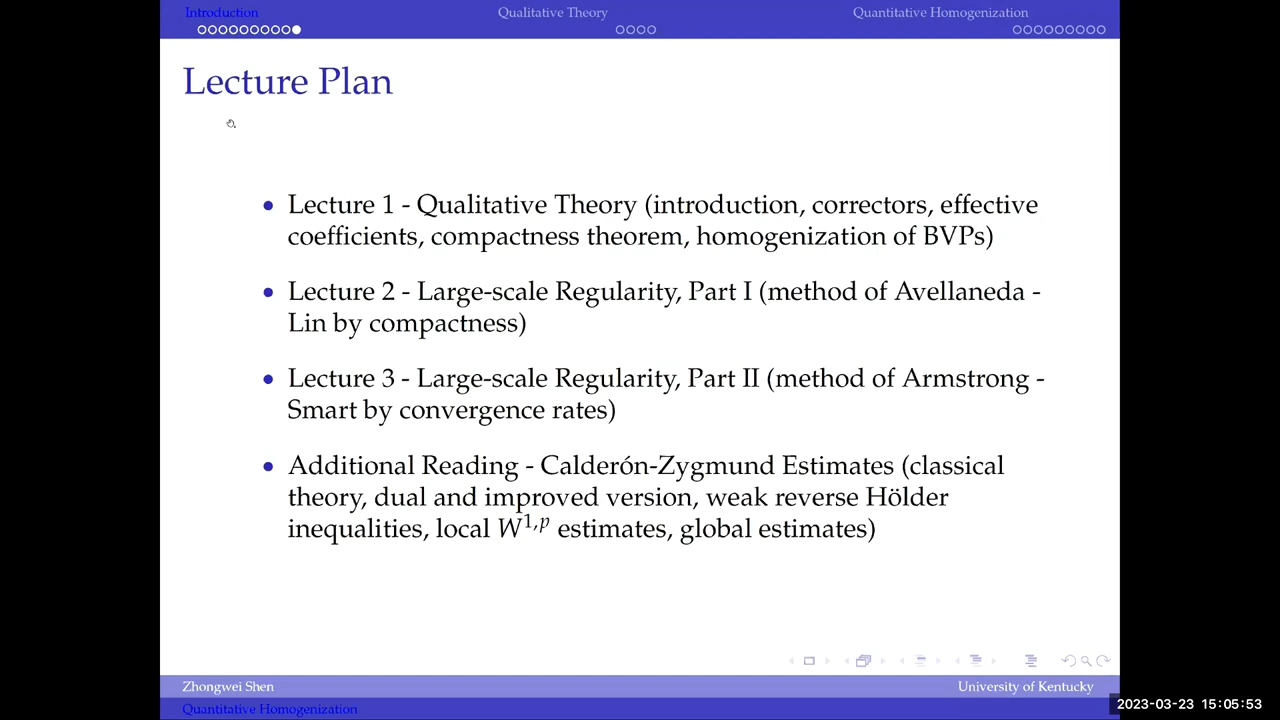 Introduction Qualitative Theory Quantitative Homogenization
Lecture Plan
• Lecture 1 - Qualitative Theory (introduction, correctors, effective
coefficients, compactness theorem, homogenization of BVPs)
• Lecture 2 - Large-scale Regularity, Part I (method of Avellaneda -
Lin by compactness)
• Lecture 3 - Large-scale Regularity, Part II (method of Armstrong -
Smart by convergence rates)
• Additional Reading - Calderón-Zygmund Estimates (classical
theory, dual and improved version, weak reverse Hölder
inequalities, local W^{1,p} estimates, global estimates)
Zhongwei Shen University of Kentucky
Quantitative Homogenization
2023-03-23 15:05:53